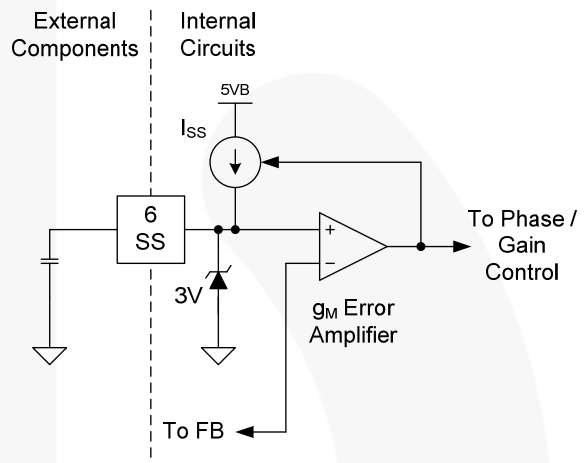 External
Components
Internal
Circuits
5VB
ISS
6
SS
+
−
3V
gM Error
Amplifier
To Phase /
Gain
Control
To FB